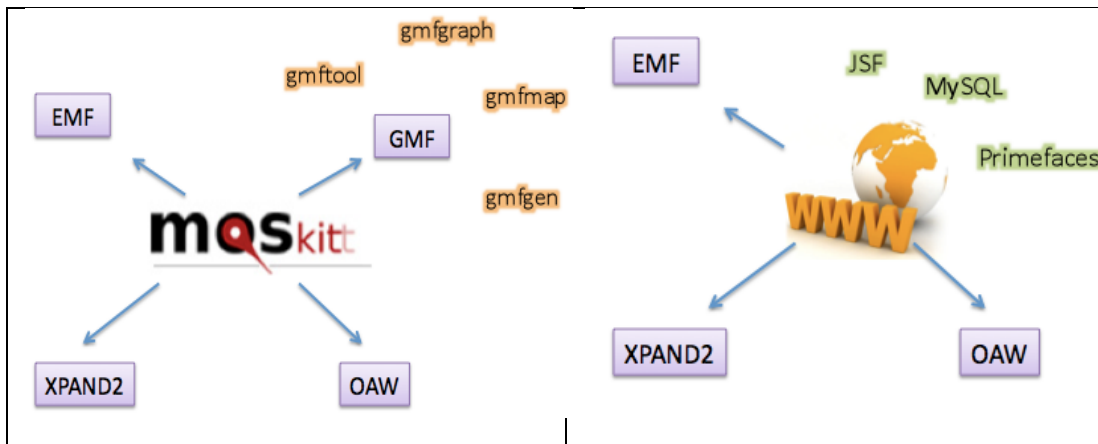 gmfgraph
gmftool
gmfmap
EMF
GMF
gmfgen
moskitt
XPAND2
OAW
JSF
EMF
MySQL
Primefaces
WWW
XPAND2
OAW